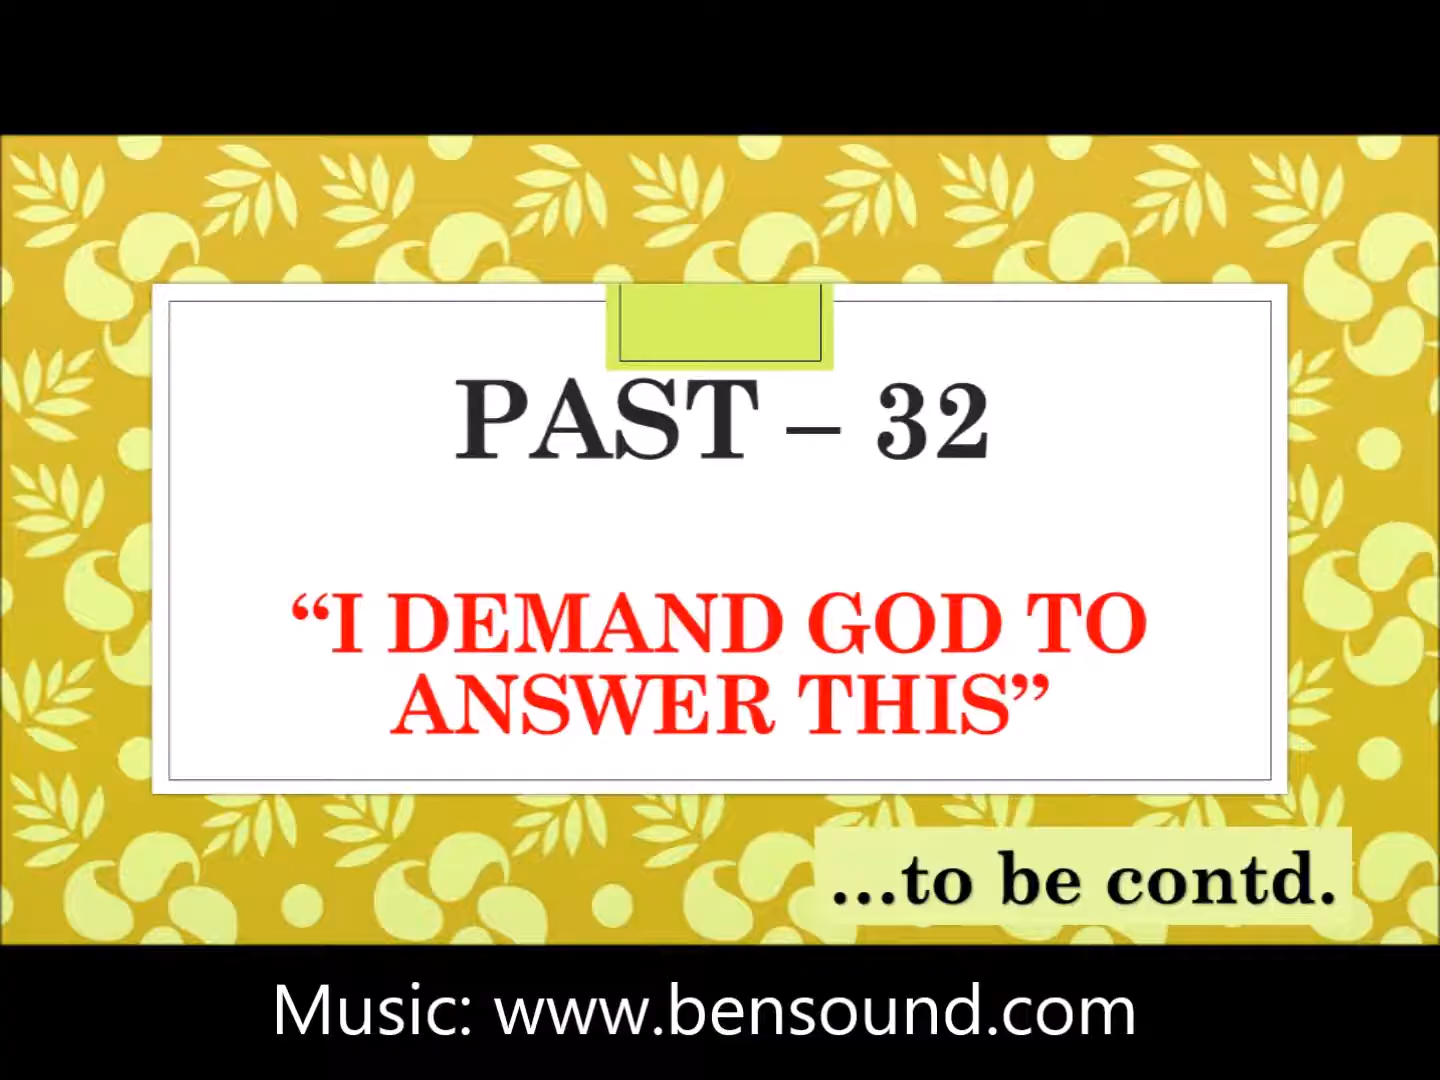 PAST – 32
“I DEMAND GOD TO
ANSWER THIS”
...to be contd.
Music: www.bensound.com